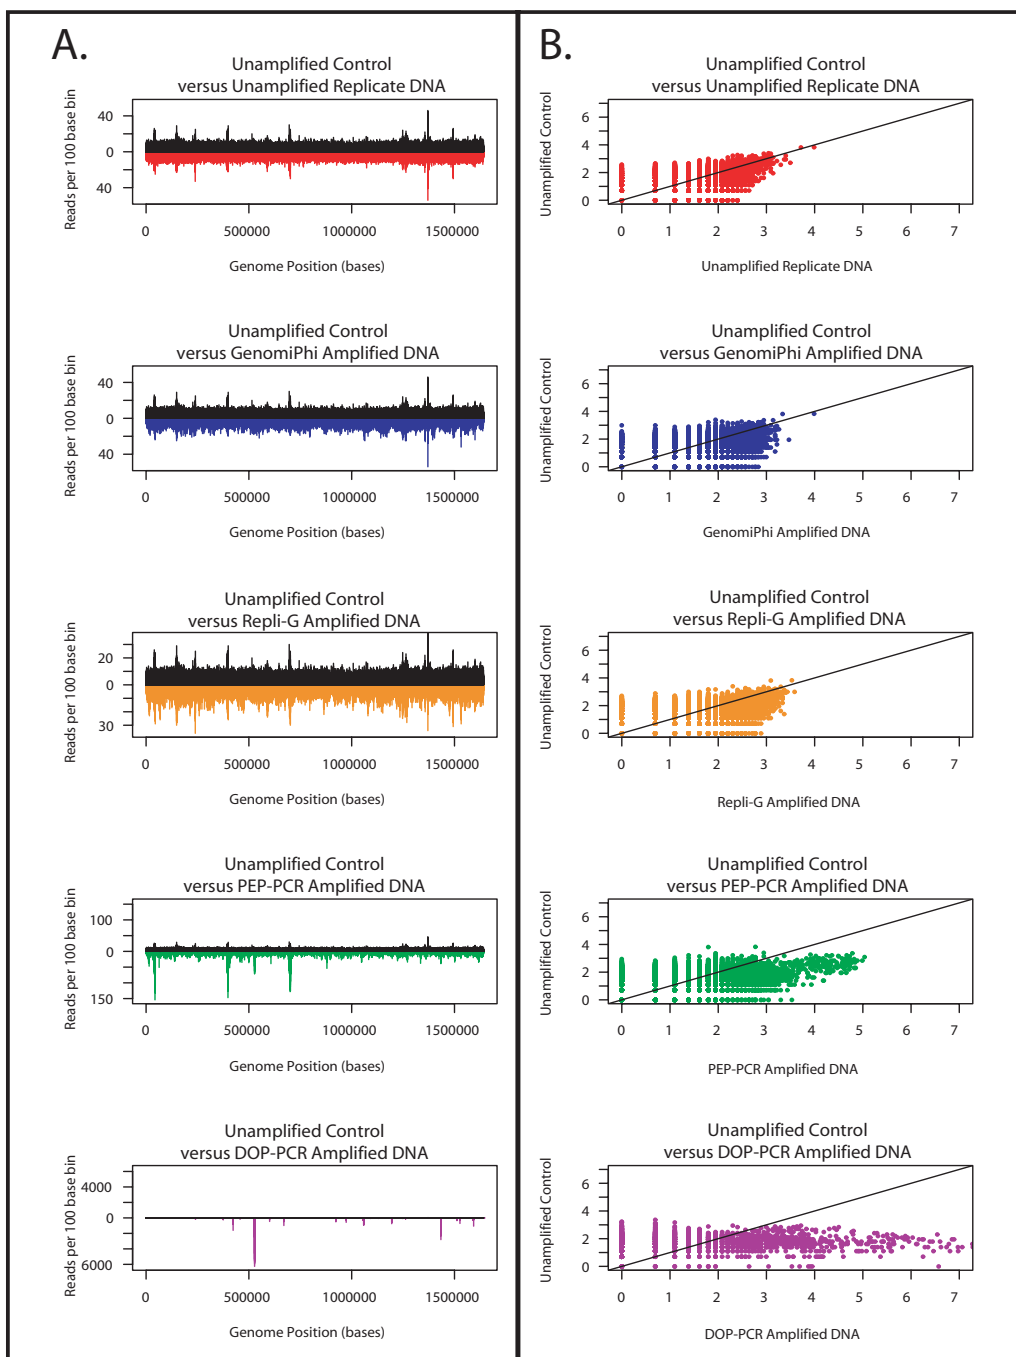 A.
Unamplified Control
versus Unamplified Replicate DNA
Reads per 100 base bin
40
0
40
0 500000 1000000 1500000
Genome Position (bases)
Unamplified Control
versus GenomiPhi Amplified DNA
Reads per 100 base bin
40
0
40
0 500000 1000000 1500000
Genome Position (bases)
Unamplified Control
versus Repli-G Amplified DNA
Reads per 100 base bin
20
0
30
0 500000 1000000 1500000
Genome Position (bases)
Unamplified Control
versus PEP-PCR Amplified DNA
Reads per 100 base bin
100
0
150
0 500000 1000000 1500000
Genome Position (bases)
Unamplified Control
versus DOP-PCR Amplified DNA
Reads per 100 base bin
4000
0
6000
0 500000 1000000 1500000
Genome Position (bases)
B.
Unamplified Control
versus Unamplified Replicate DNA
Unamplified Control
6
4
2
0
0 1 2 3 4 5 6 7
Unamplified Replicate DNA
Unamplified Control
versus GenomiPhi Amplified DNA
Unamplified Control
6
4
2
0
0 1 2 3 4 5 6 7
GenomiPhi Amplified DNA
Unamplified Control
versus Repli-G Amplified DNA
Unamplified Control
6
4
2
0
0 1 2 3 4 5 6 7
Repli-G Amplified DNA
Unamplified Control
versus PEP-PCR Amplified DNA
Unamplified Control
6
4
2
0
0 1 2 3 4 5 6 7
PEP-PCR Amplified DNA
Unamplified Control
versus DOP-PCR Amplified DNA
Unamplified Control
6
4
2
0
0 1 2 3 4 5 6 7
DOP-PCR Amplified DNA